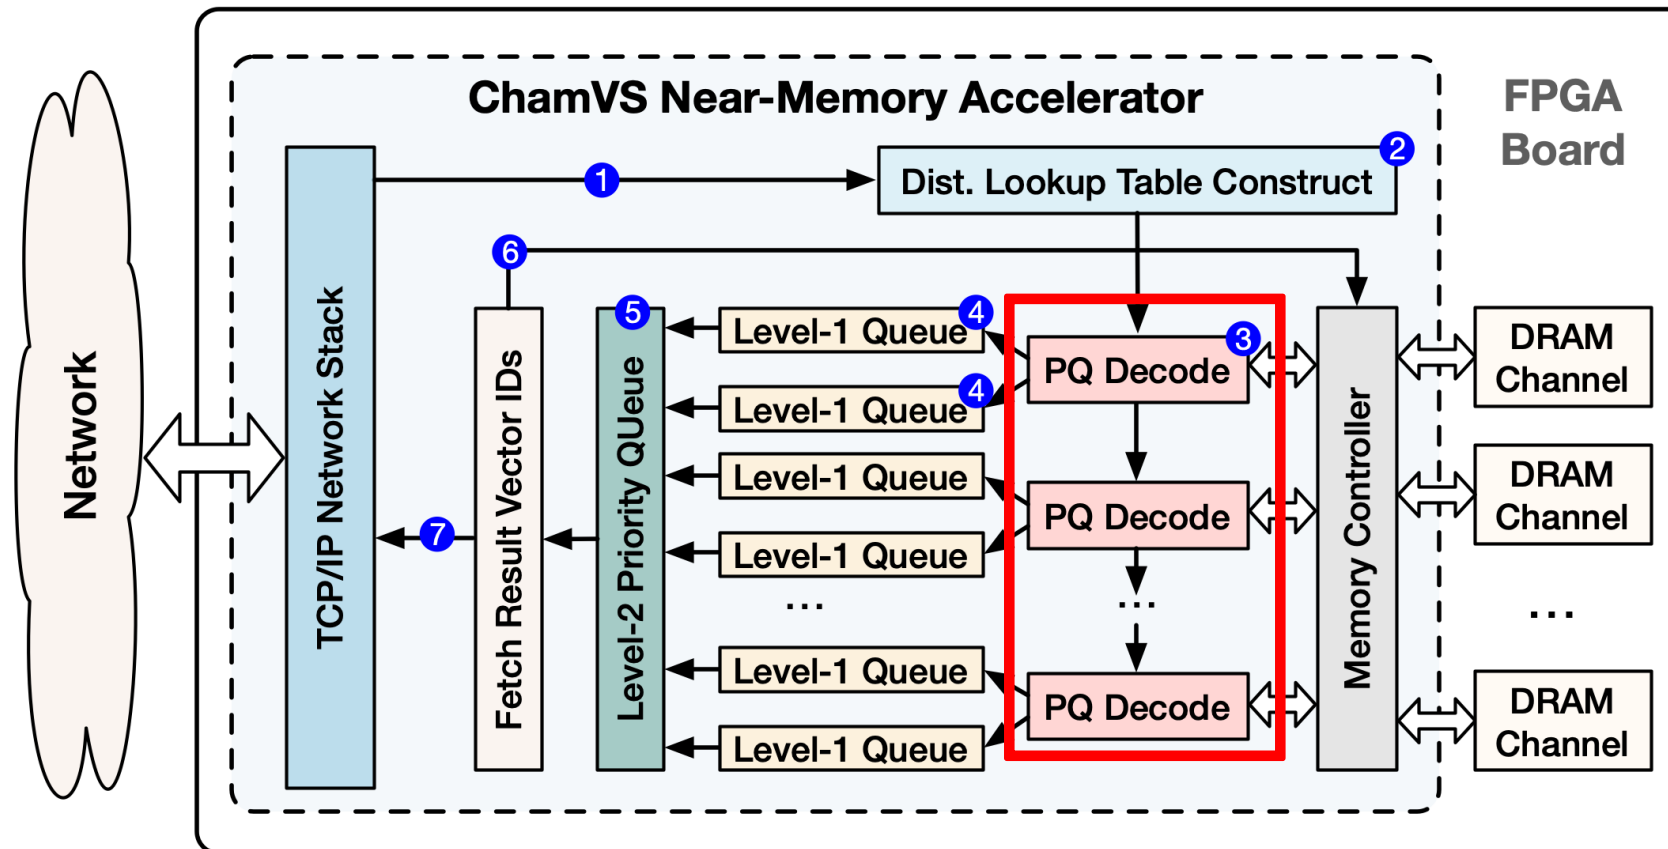 ChamVS Near-Memory Accelerator
FPGA
Board
Network
TCP/IP Network Stack
1
Dist. Lookup Table Construct
2
6
Fetch Result Vector IDs
5
Level-2 Priority QUeue
Level-1 Queue
4
Level-1 Queue
4
Level-1 Queue
Level-1 Queue
...
Level-1 Queue
Level-1 Queue
3
PQ Decode
PQ Decode
...
PQ Decode
Memory Controller
DRAM
Channel
DRAM
Channel
...
DRAM
Channel
7